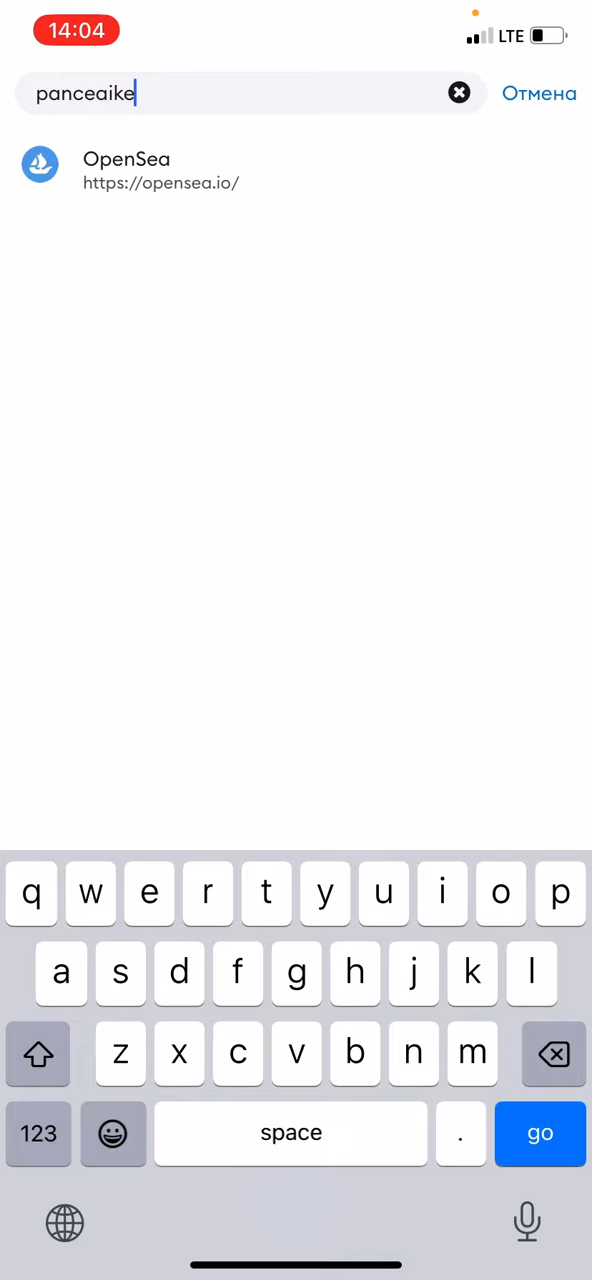 14:04
LTE
panceaike
Отмена
OpenSea
https://opensea.io/
q w e r t y u i o p
a s d f g h j k l
z x c v b n m
123 space . go